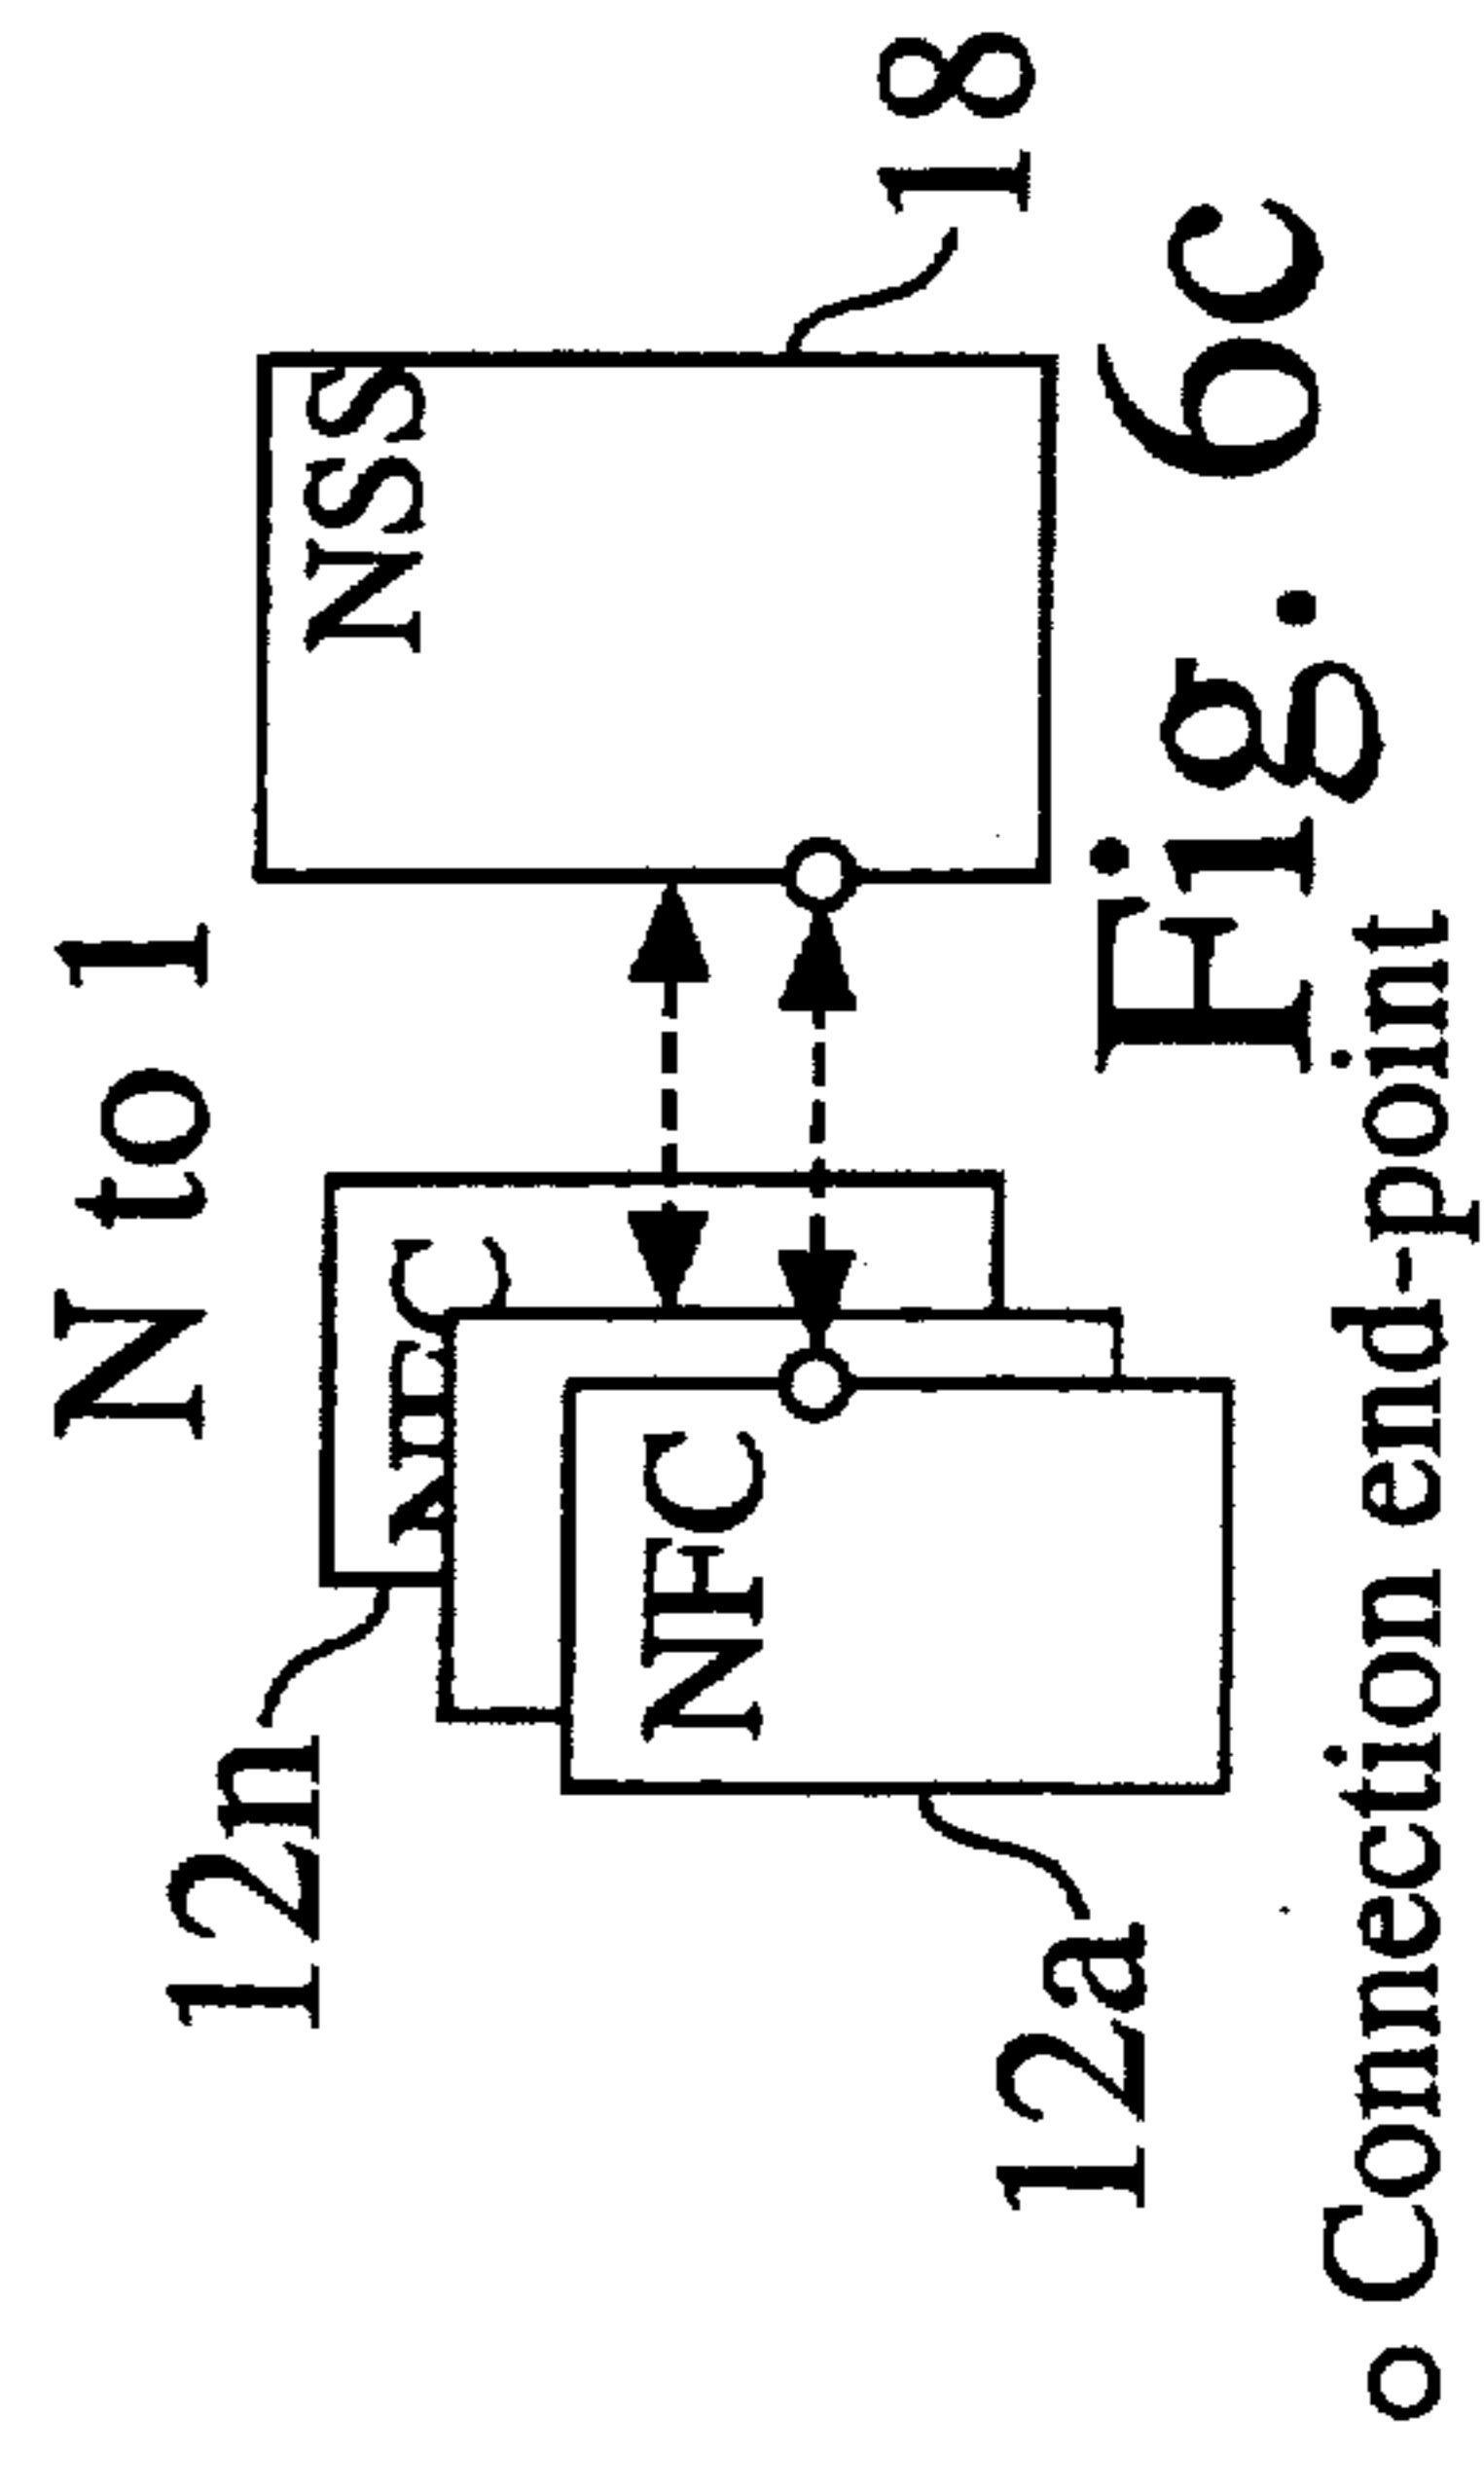 N to 1
12n
NSS
18
NFC
12a
Fig. 6c
o Connection end-point